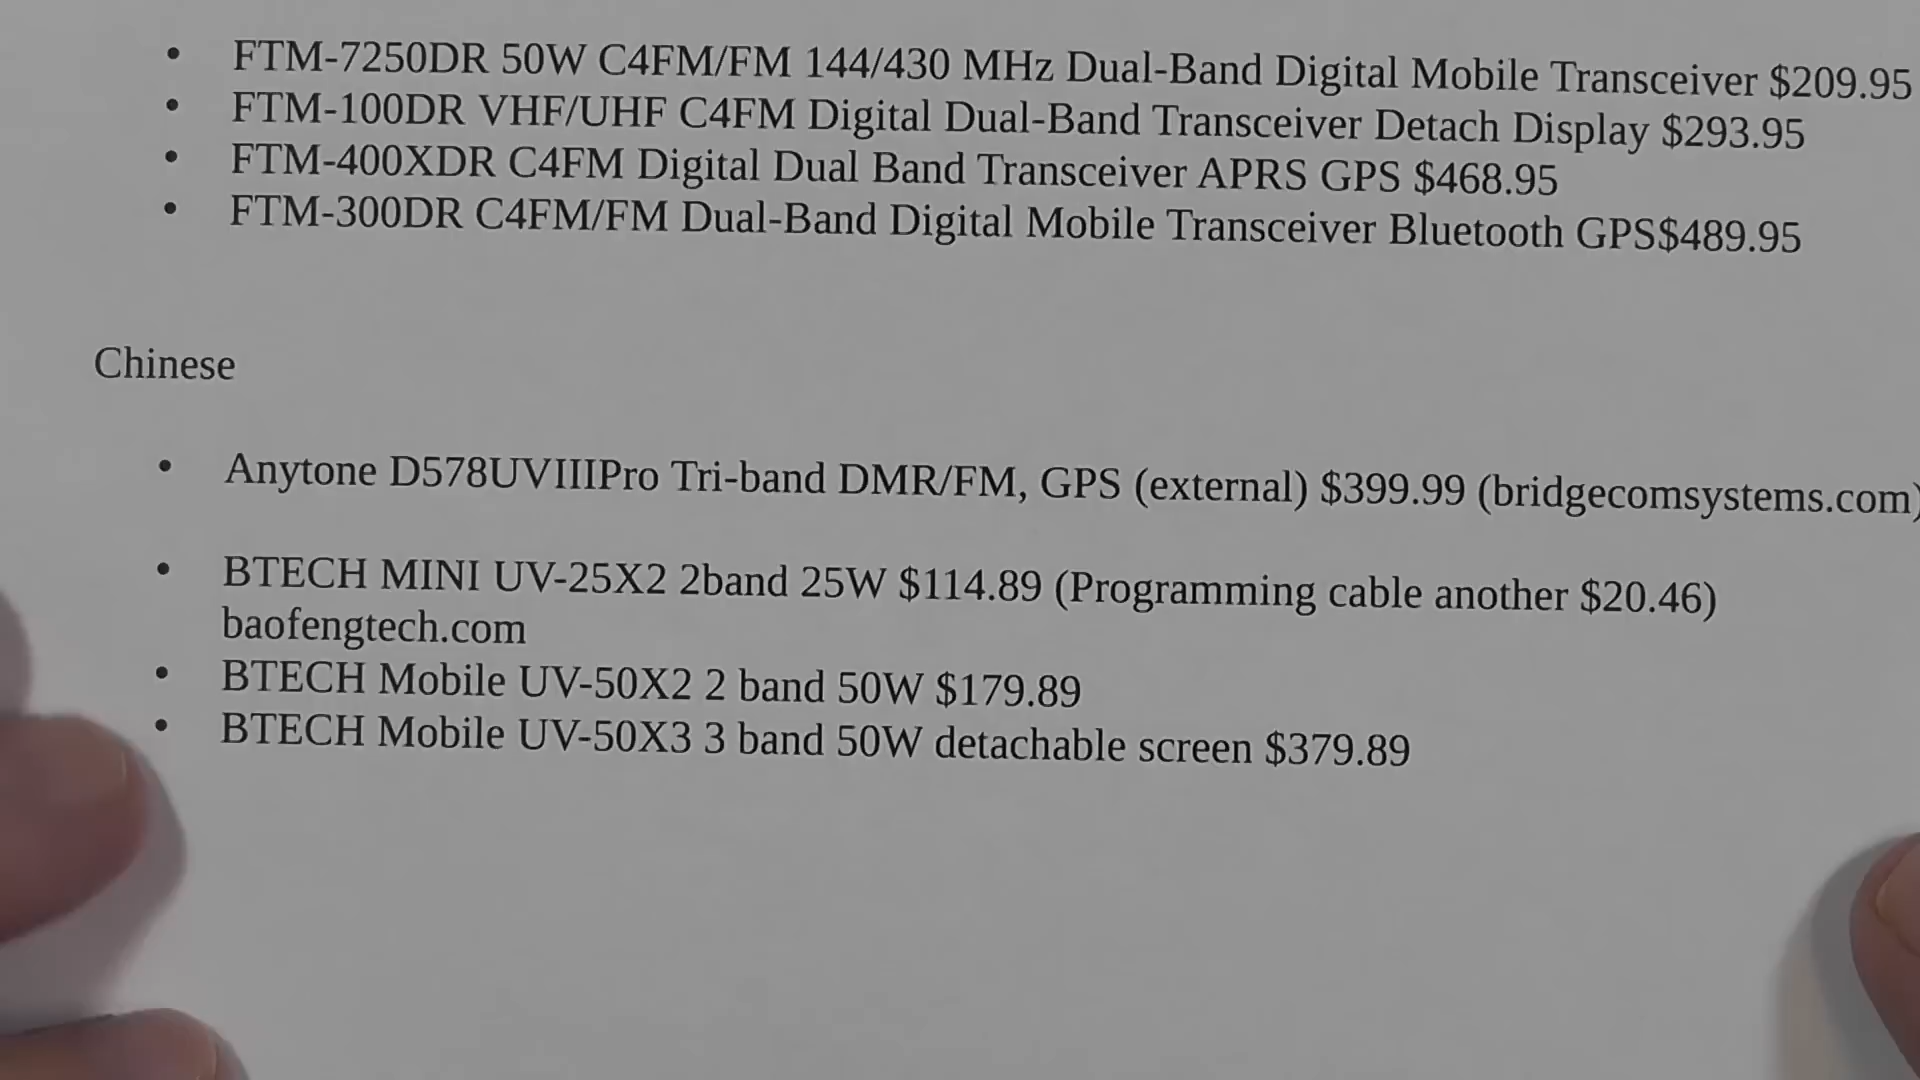 • FTM-7250DR 50W C4FM/FM 144/430 MHz Dual-Band Digital Mobile Transceiver $209.95
• FTM-100DR VHF/UHF C4FM Digital Dual-Band Transceiver Detach Display $293.95
• FTM-400XDR C4FM Digital Dual Band Transceiver APRS GPS $468.95
• FTM-300DR C4FM/FM Dual-Band Digital Mobile Transceiver Bluetooth GPS$489.95
Chinese
• Anytone D578UVIIIPro Tri-band DMR/FM, GPS (external) $399.99 (bridgecomsystems.com)
• BTECH MINI UV-25X2 2band 25W $114.89 (Programming cable another $20.46)
baofengtech.com
• BTECH Mobile UV-50X2 2 band 50W $179.89
• BTECH Mobile UV-50X3 3 band 50W detachable screen $379.89